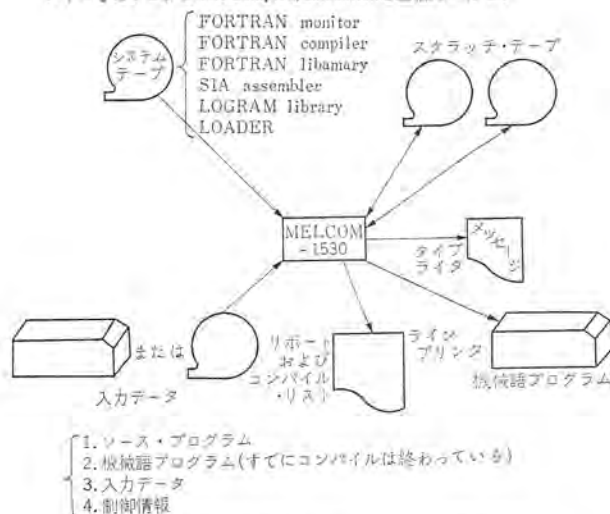 FORTRAN monitor
FORTRAN compiler
FORTRAN libamary
SIA assembler
LOGRAM library
LOADER
システム
テープ
スクラッチ・テープ
MELCOM
-1530
メッセージ
タイプ
ライタ
または
入力データ
リポート
および
コンパイル
・リスト
ライン
プリンタ
機械語プログラム
1. ソース・プログラム
2. 機械語プログラム(すでにコンパイルは終わっている)
3. 入力データ
4. 制御情報